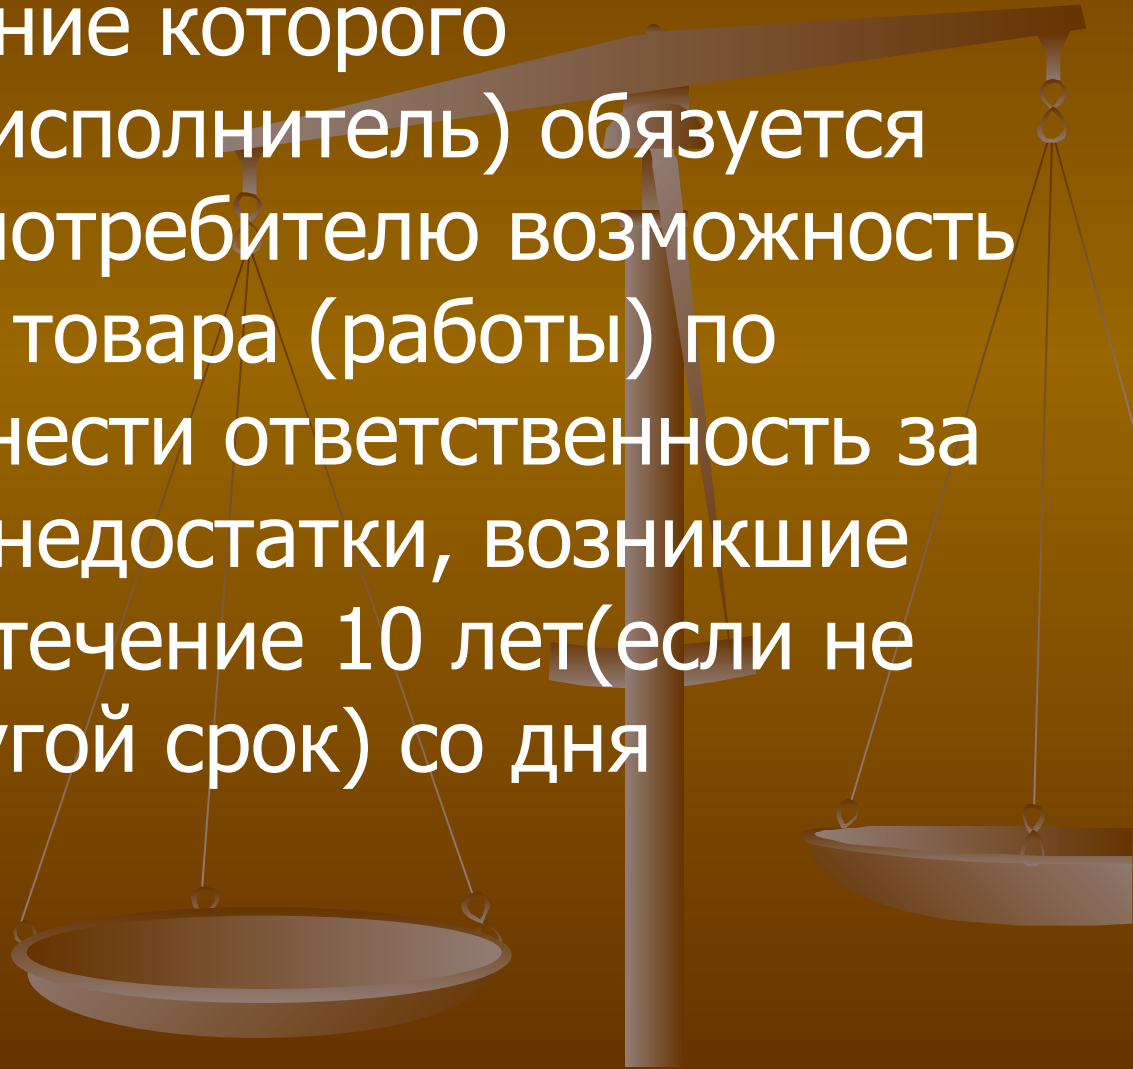 ние которого
исполнитель) обязуется
потребителю возможность
товара (работы) по
нести ответственность за
недостатки, возникшие
течение 10 лет(если не
угой срок) со дня